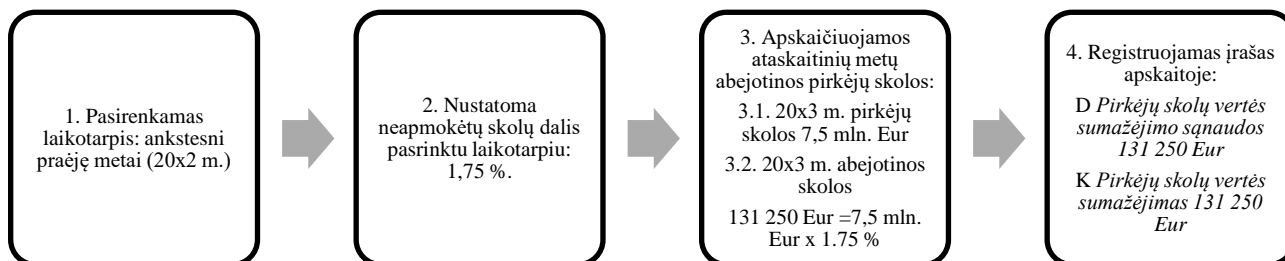 1. Pasirenkamas
laikotarpis: ankstesni
praėję metai (20x2 m.)
2. Nustatoma
neapmokėtų skolų dalis
pasrinktu laikotarpiu:
1,75 %.
3. Apskaičiuojamos
ataskaitinių metų
abejotinos pirkėjų skolos:
3.1. 20x3 m. pirkėjų
skolos 7,5 mln. Eur
3.2. 20x3 m. abejotinos
skolos
131 250 Eur =7,5 mln.
Eur x 1.75 %
4. Registruojamas įrašas
apskaitoje:
D Pirkėjų skolų vertės
sumažėjimo sąnaudos
131 250 Eur
K Pirkėjų skolų vertės
sumažėjimas 131 250
Eur